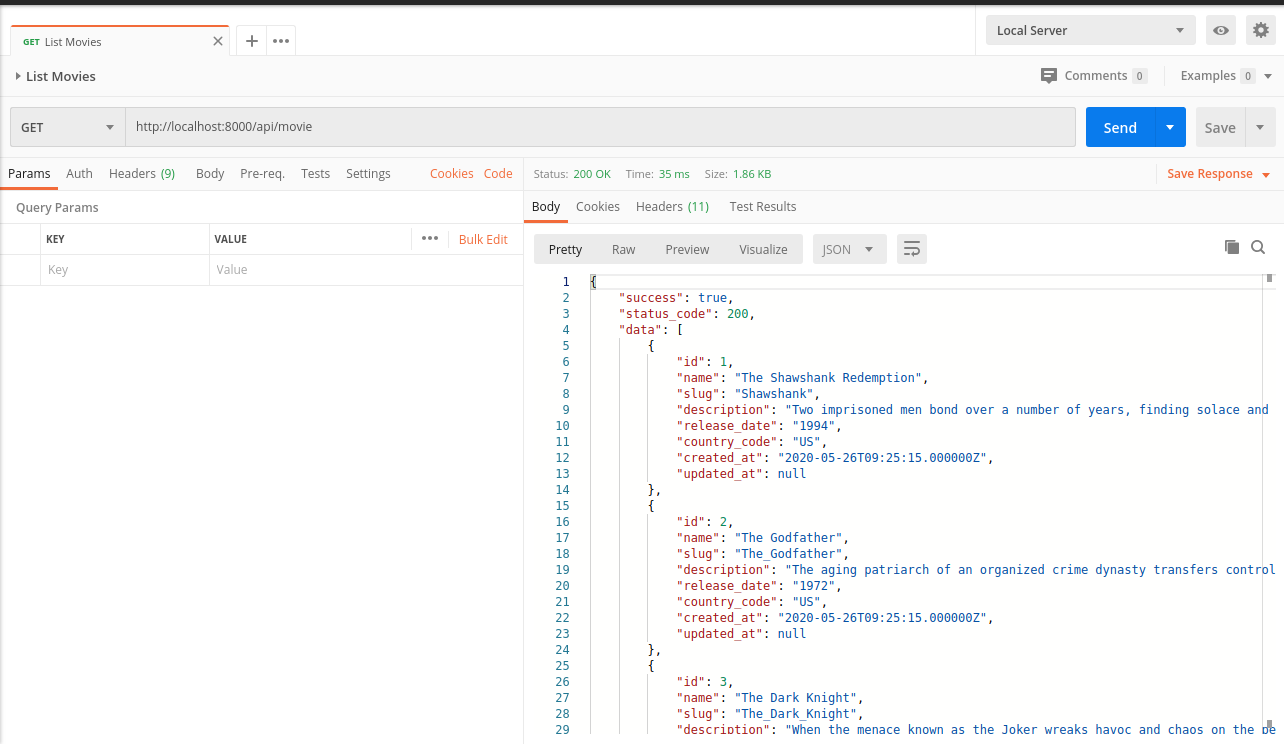 GET List Movies
Local Server
List Movies
Comments 0
Examples 0
GET
http://localhost:8000/api/movie
Send
Save
Params Auth Headers (9) Body Pre-req. Tests Settings Cookies Code
Query Params
KEY VALUE ••• Bulk Edit
Key Value
Status: 200 OK Time: 35 ms Size: 1.86 KB Save Response
Body Cookies Headers (11) Test Results
Pretty Raw Preview Visualize JSON
1 {
2 "success": true,
3 "status_code": 200,
4 "data": [
5 {
6 "id": 1,
7 "name": "The Shawshank Redemption",
8 "slug": "Shawshank",
9 "description": "Two imprisoned men bond over a number of years, finding solace and
10 "release_date": "1994",
11 "country_code": "US",
12 "created_at": "2020-05-26T09:25:15.000000Z",
13 "updated_at": null
14 },
15 {
16 "id": 2,
17 "name": "The Godfather",
18 "slug": "The_Godfather",
19 "description": "The aging patriarch of an organized crime dynasty transfers control
20 "release_date": "1972",
21 "country_code": "US",
22 "created_at": "2020-05-26T09:25:15.000000Z",
23 "updated_at": null
24 },
25 {
26 "id": 3,
27 "name": "The Dark Knight",
28 "slug": "The_Dark_Knight",
29 "description": "When the menace known as the Joker wreaks havoc and chaos on the pe